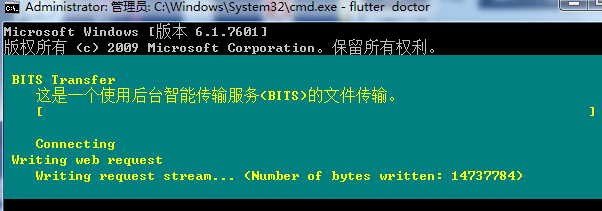 Administrator: 管理员: C:\Windows\System32\cmd.exe - flutter doctor
Microsoft Windows [版本 6.1.7601]
版权所有 (c) 2009 Microsoft Corporation。保留所有权利。
BITS Transfer
这是一个使用后台智能传输服务(BITS)的文件传输。
[ ]
Connecting
Writing web request
Writing request stream... (Number of bytes written: 14737784)